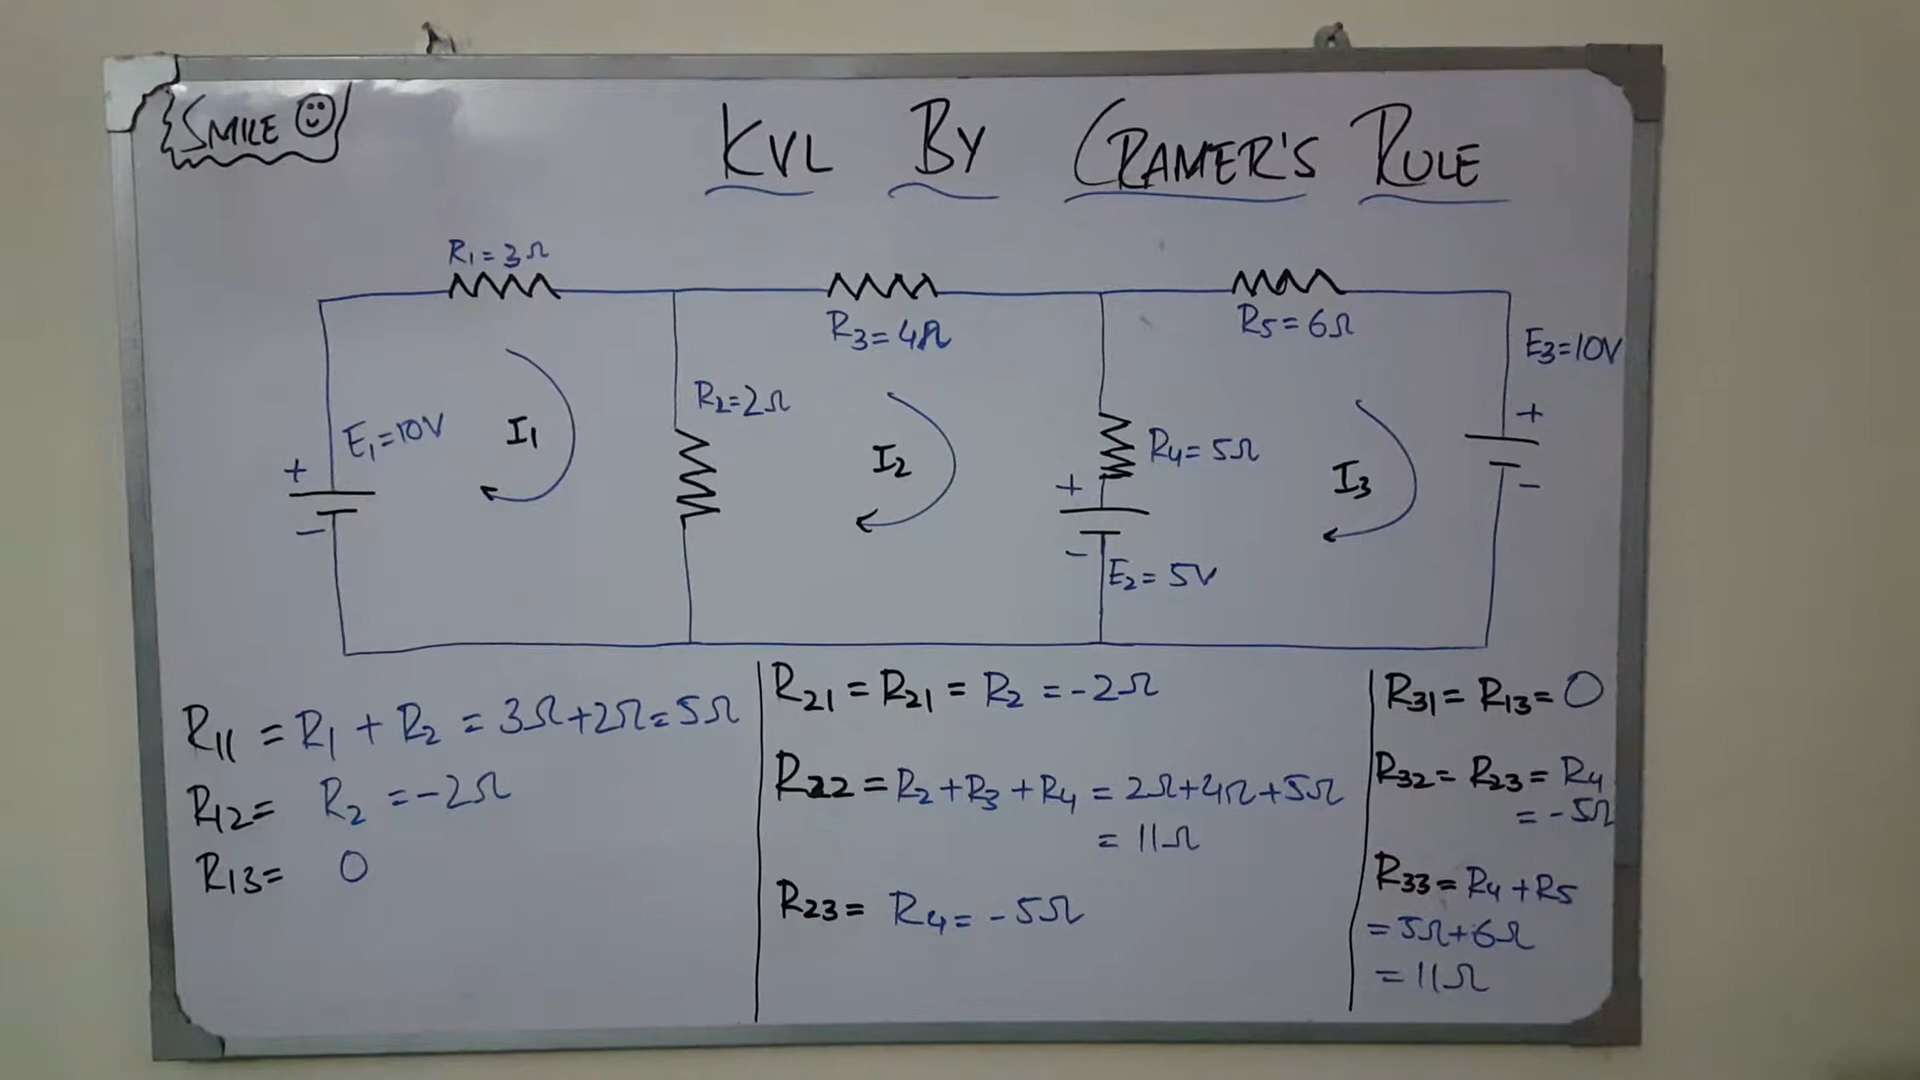 SMILE
KVL BY CRAMER'S RULE
R1 = 3Ω
R3 = 4Ω
R5 = 6Ω
E3=10V
R2=2Ω
E1=10V
I1
I2
R4 = 5Ω
I3
+
-
+
-
+
-
E2 = 5V
R11 = R1 + R2 = 3Ω+2Ω=5Ω
R12= R2 = -2Ω
R13= 0
R21 = R21 = R2 = -2Ω
R22 = R2 + R3 + R4 = 2Ω+4Ω+5Ω
= 11Ω
R23 = R4 = -5Ω
R31 = R13 = 0
R32 = R23 = R4
= -5Ω
R33 = R4 + R5
= 5Ω+6Ω
= 11Ω